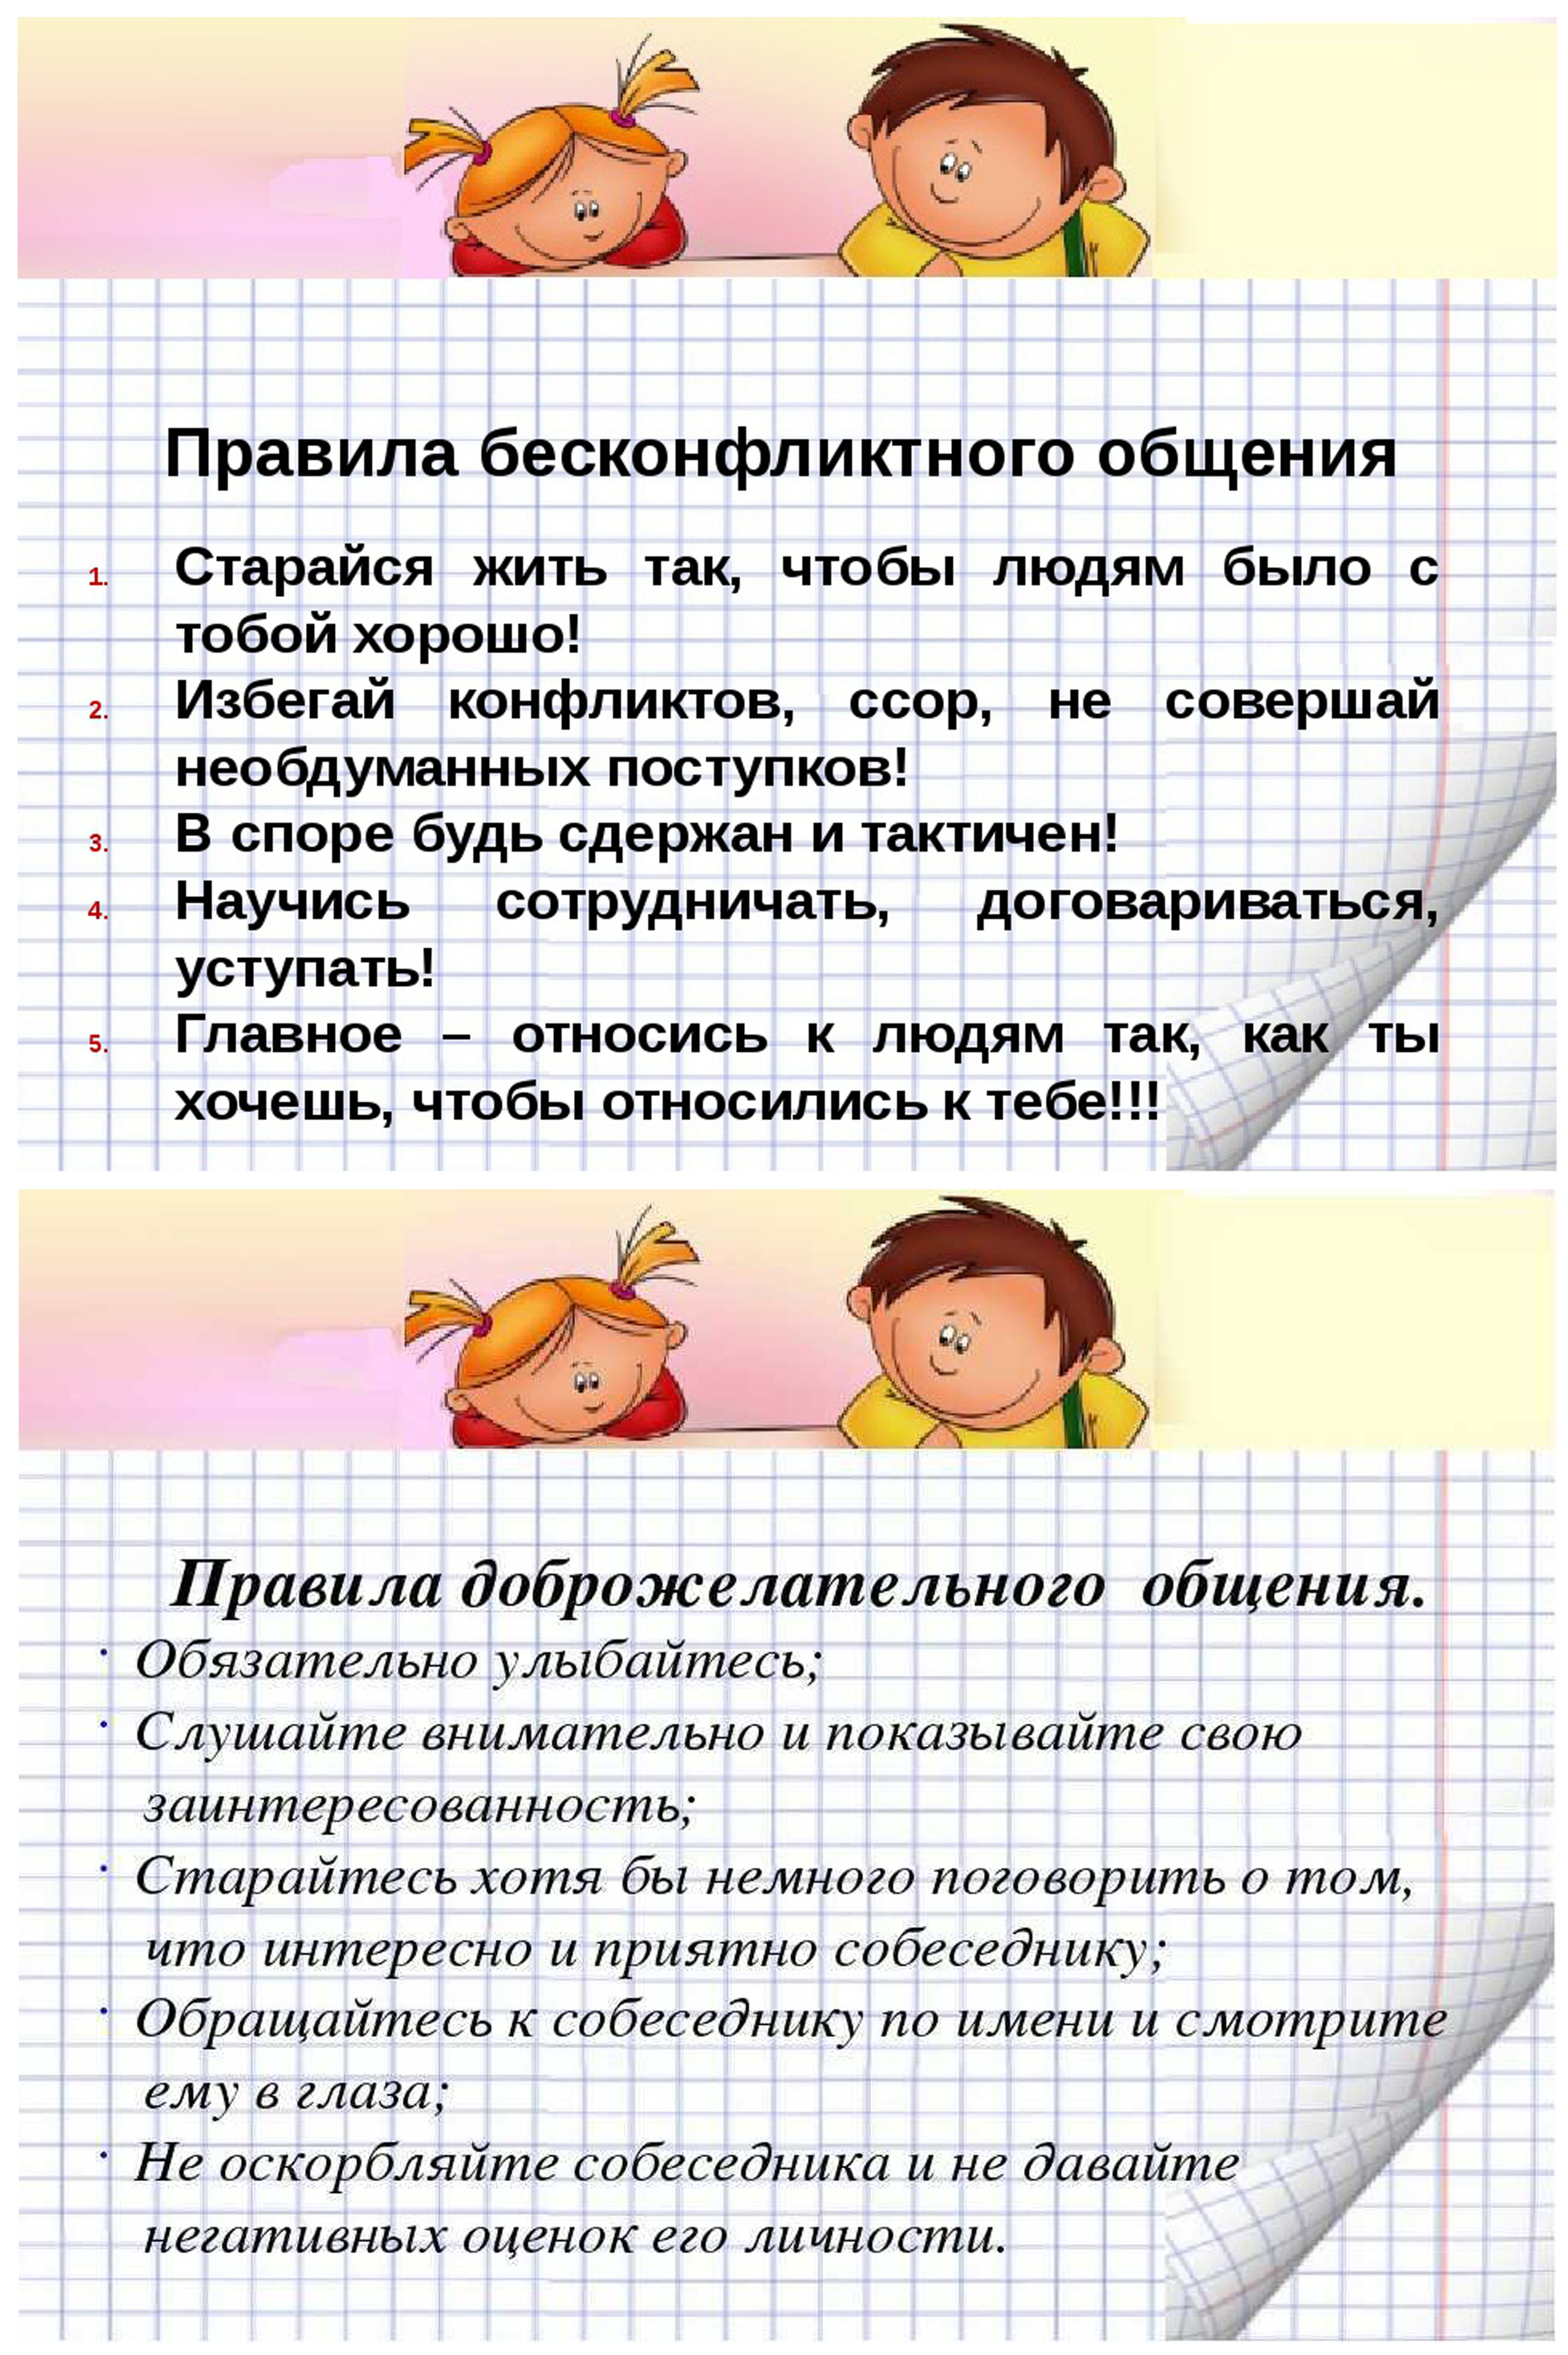 Правила бесконфликтного общения
1. Старайся жить так, чтобы людям было с
тобой хорошо!
2. Избегай конфликтов, ссор, не совершай
необдуманных поступков!
3. В споре будь сдержан и тактичен!
4. Научись сотрудничать, договариваться,
уступать!
5. Главное – относись к людям так, как ты
хочешь, чтобы относились к тебе!!!
Правила доброжелательного общения.
· Обязательно улыбайтесь;
· Слушайте внимательно и показывайте свою
заинтересованность;
· Старайтесь хотя бы немного поговорить о том,
что интересно и приятно собеседнику;
· Обращайтесь к собеседнику по имени и смотрите
ему в глаза;
· Не оскорбляйте собеседника и не давайте
негативных оценок его личности.